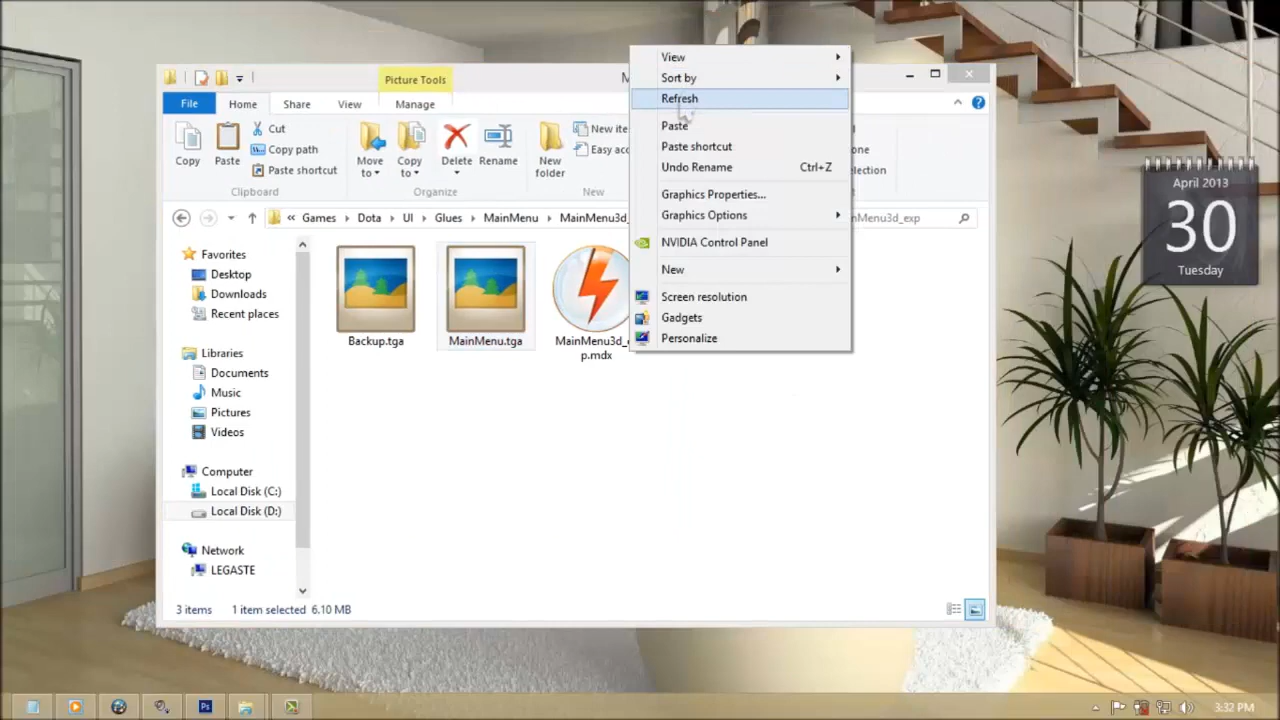 Picture Tools
M
File
Home
Share
View
Manage
Copy
Paste
Cut
Copy path
Paste shortcut
Clipboard
Move to
Copy to
Delete
Rename
Organize
New folder
New ite
Easy acc
New
one
lection
« Games
Dota
UI
Glues
MainMenu
MainMenu3d_
nMenu3d_exp
Favorites
Desktop
Downloads
Recent places
Libraries
Documents
Music
Pictures
Videos
Computer
Local Disk (C:)
Local Disk (D:)
Network
LEGASTE
Backup.tga
MainMenu.tga
MainMenu3d_e
p.mdx
3 items 1 item selected 6.10 MB
View
Sort by
Refresh
Paste
Paste shortcut
Undo Rename Ctrl+Z
Graphics Properties...
Graphics Options
NVIDIA Control Panel
New
Screen resolution
Gadgets
Personalize
April 2013
30
Tuesday
Ps
3:32 PM